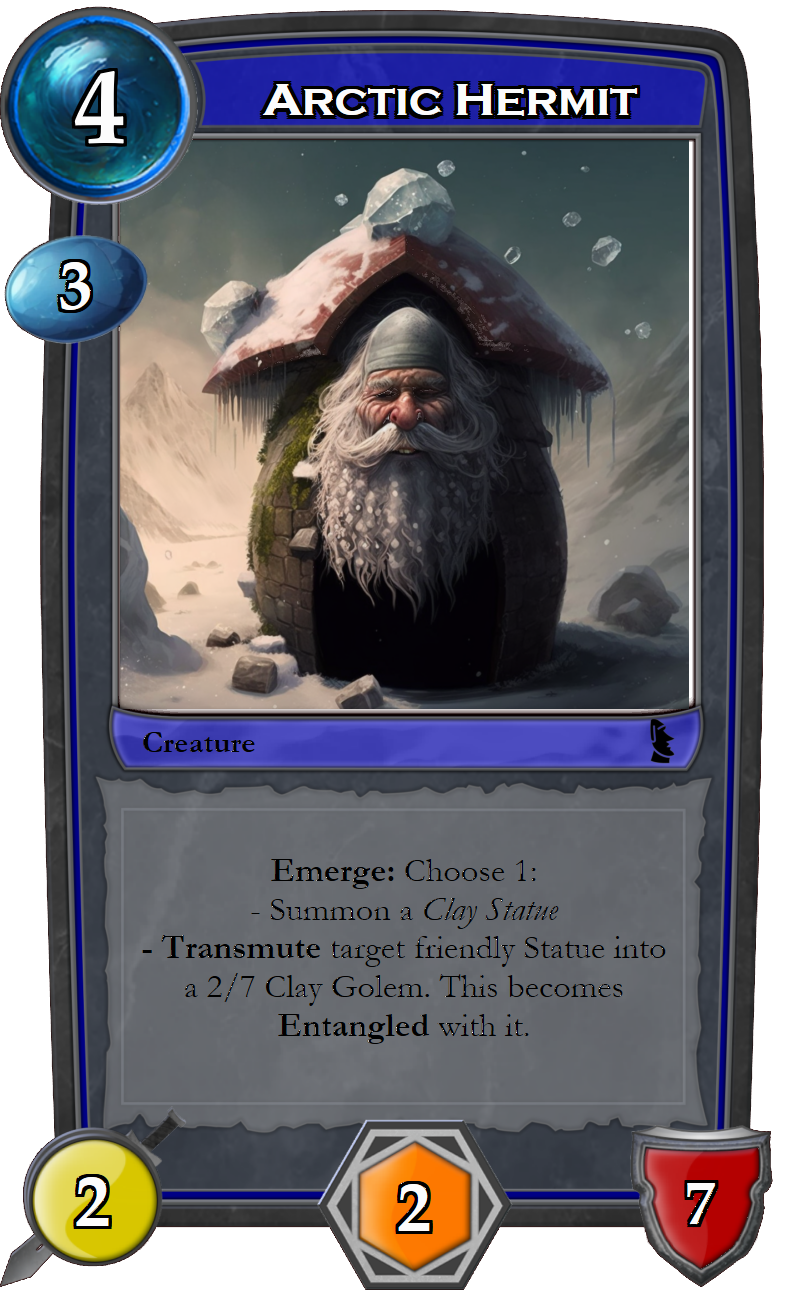 4
Arctic Hermit
3
Creature
Emerge: Choose 1:
- Summon a Clay Statue
- Transmute target friendly Statue into
a 2/7 Clay Golem. This becomes
Entangled with it.
2
2
7